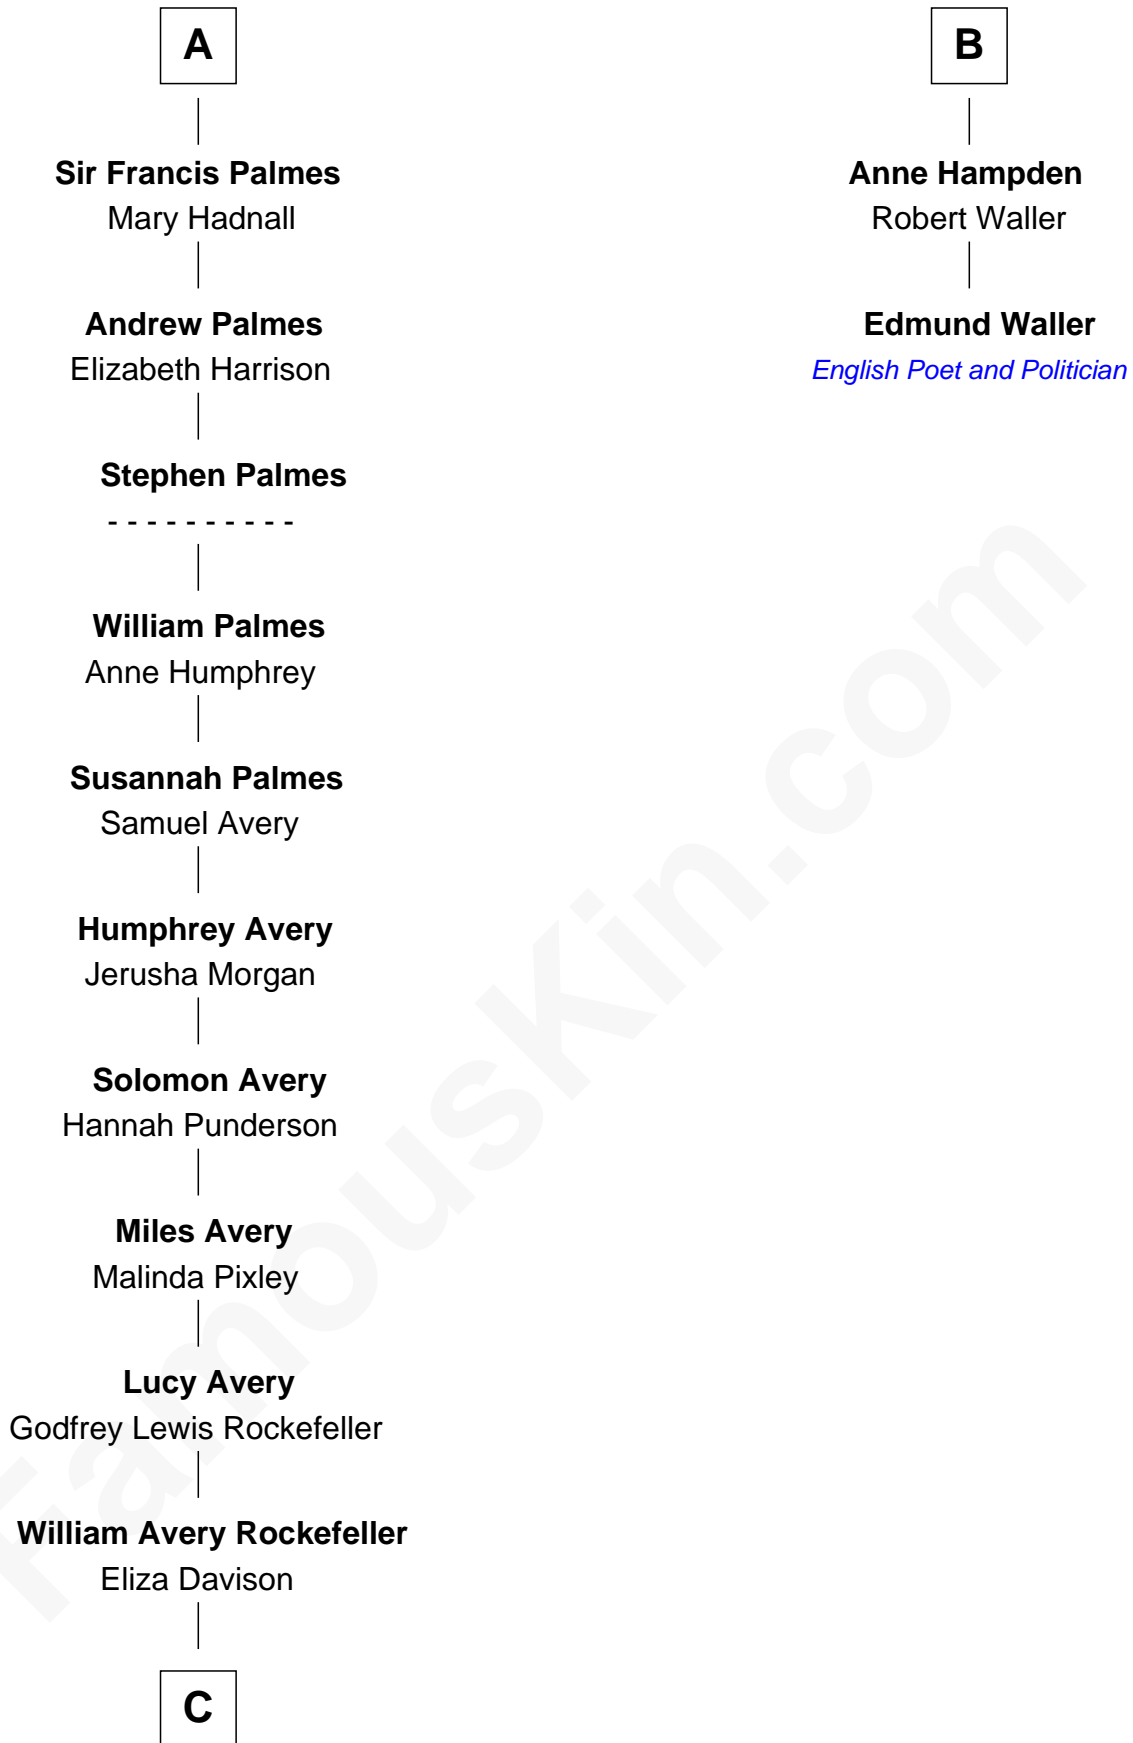 A
Sir Francis Palmes
Mary Hadnall
Andrew Palmes
Elizabeth Harrison
Stephen Palmes
- - - - - - - - - -
William Palmes
Anne Humphrey
Susannah Palmes
Samuel Avery
Humphrey Avery
Jerusha Morgan
Solomon Avery
Hannah Punderson
Miles Avery
Malinda Pixley
Lucy Avery
Godfrey Lewis Rockefeller
William Avery Rockefeller
Eliza Davison
C
B
Anne Hampden
Robert Waller
Edmund Waller
English Poet and Politician
FamousKin.com